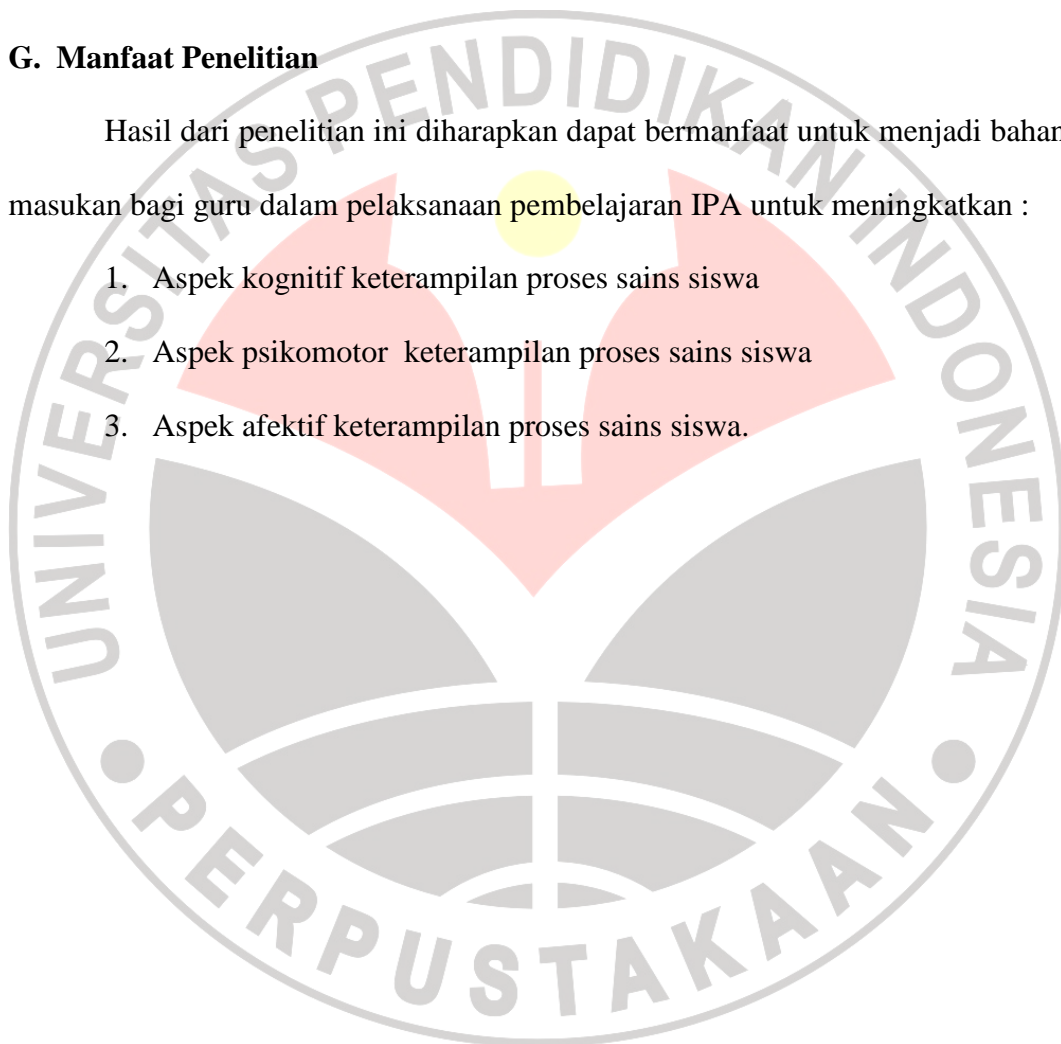 G. Manfaat Penelitian
Hasil dari penelitian ini diharapkan dapat bermanfaat untuk menjadi bahan
masukan bagi guru dalam pelaksanaan pembelajaran IPA untuk meningkatkan :
1. Aspek kognitif keterampilan proses sains siswa
2. Aspek psikomotor keterampilan proses sains siswa
3. Aspek afektif keterampilan proses sains siswa.
UNIVERSITAS PENDIDIKAN INDONESIA
PERPUSTAKAAN